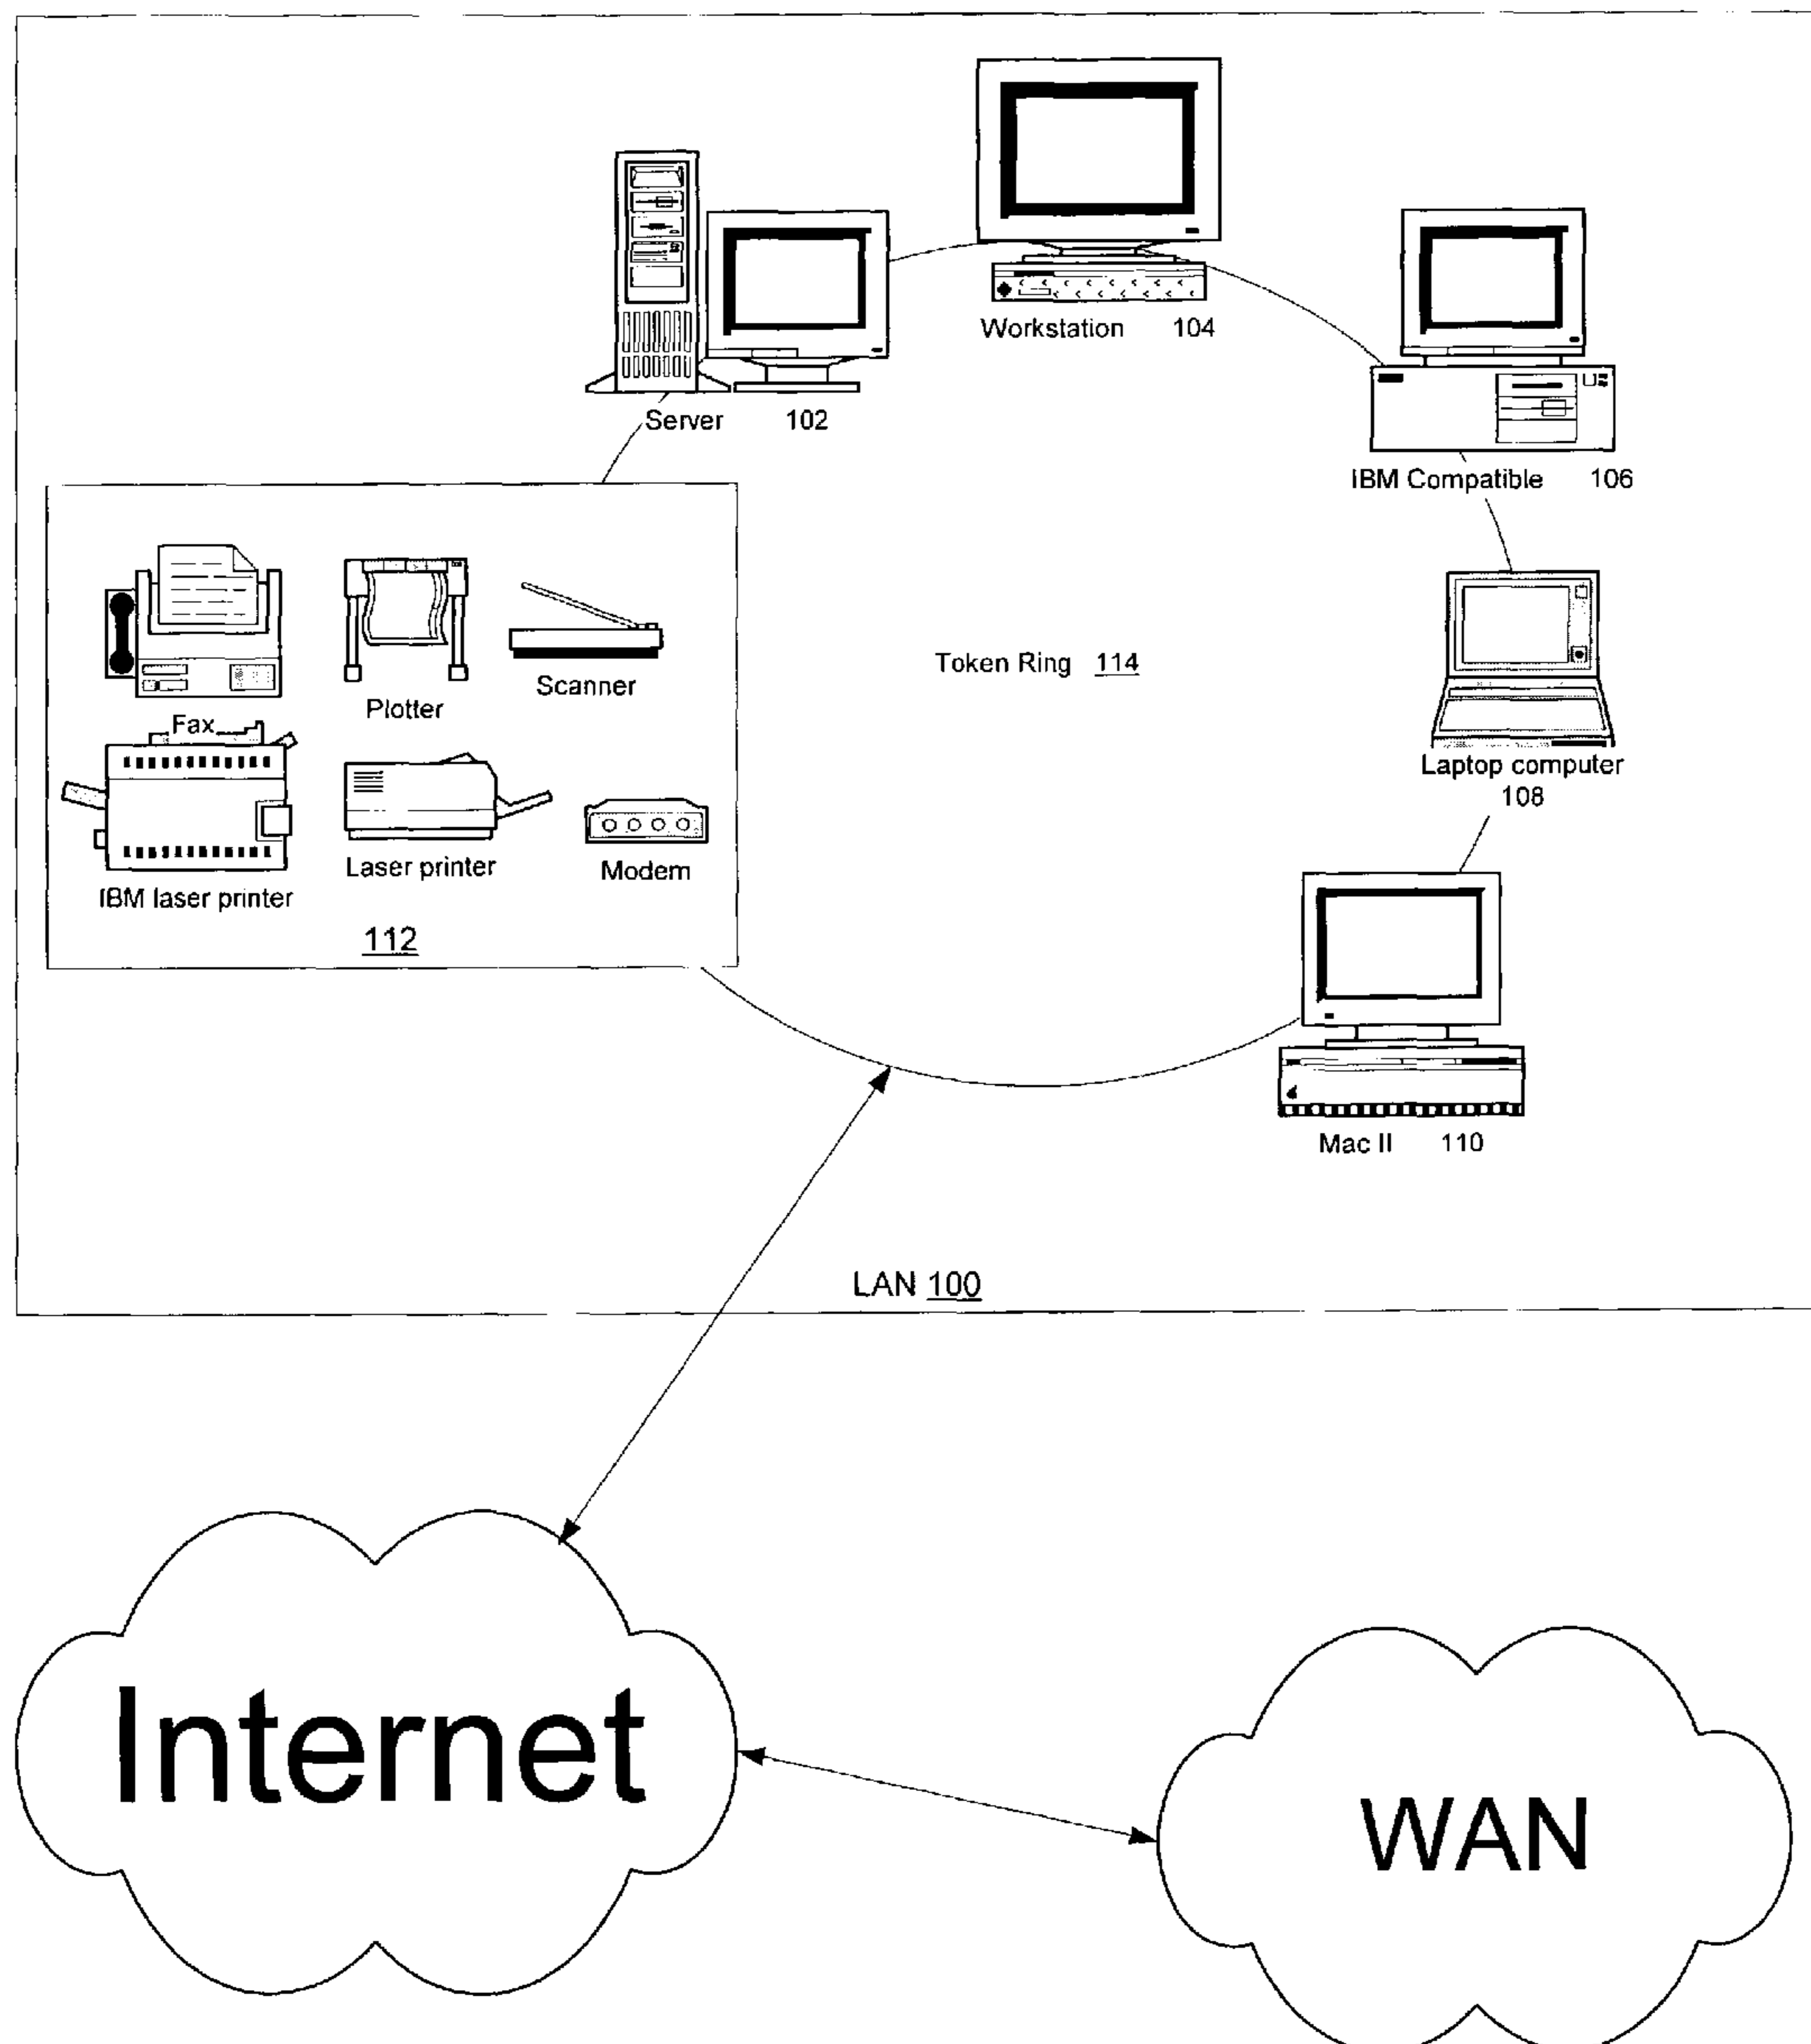 Workstation 104
Server 102
IBM Compatible 106
Token Ring 114
Scanner
Plotter
Fax
Laptop computer
108
Laser printer
Modem
IBM laser printer
112
Mac II 110
LAN 100
Internet
WAN